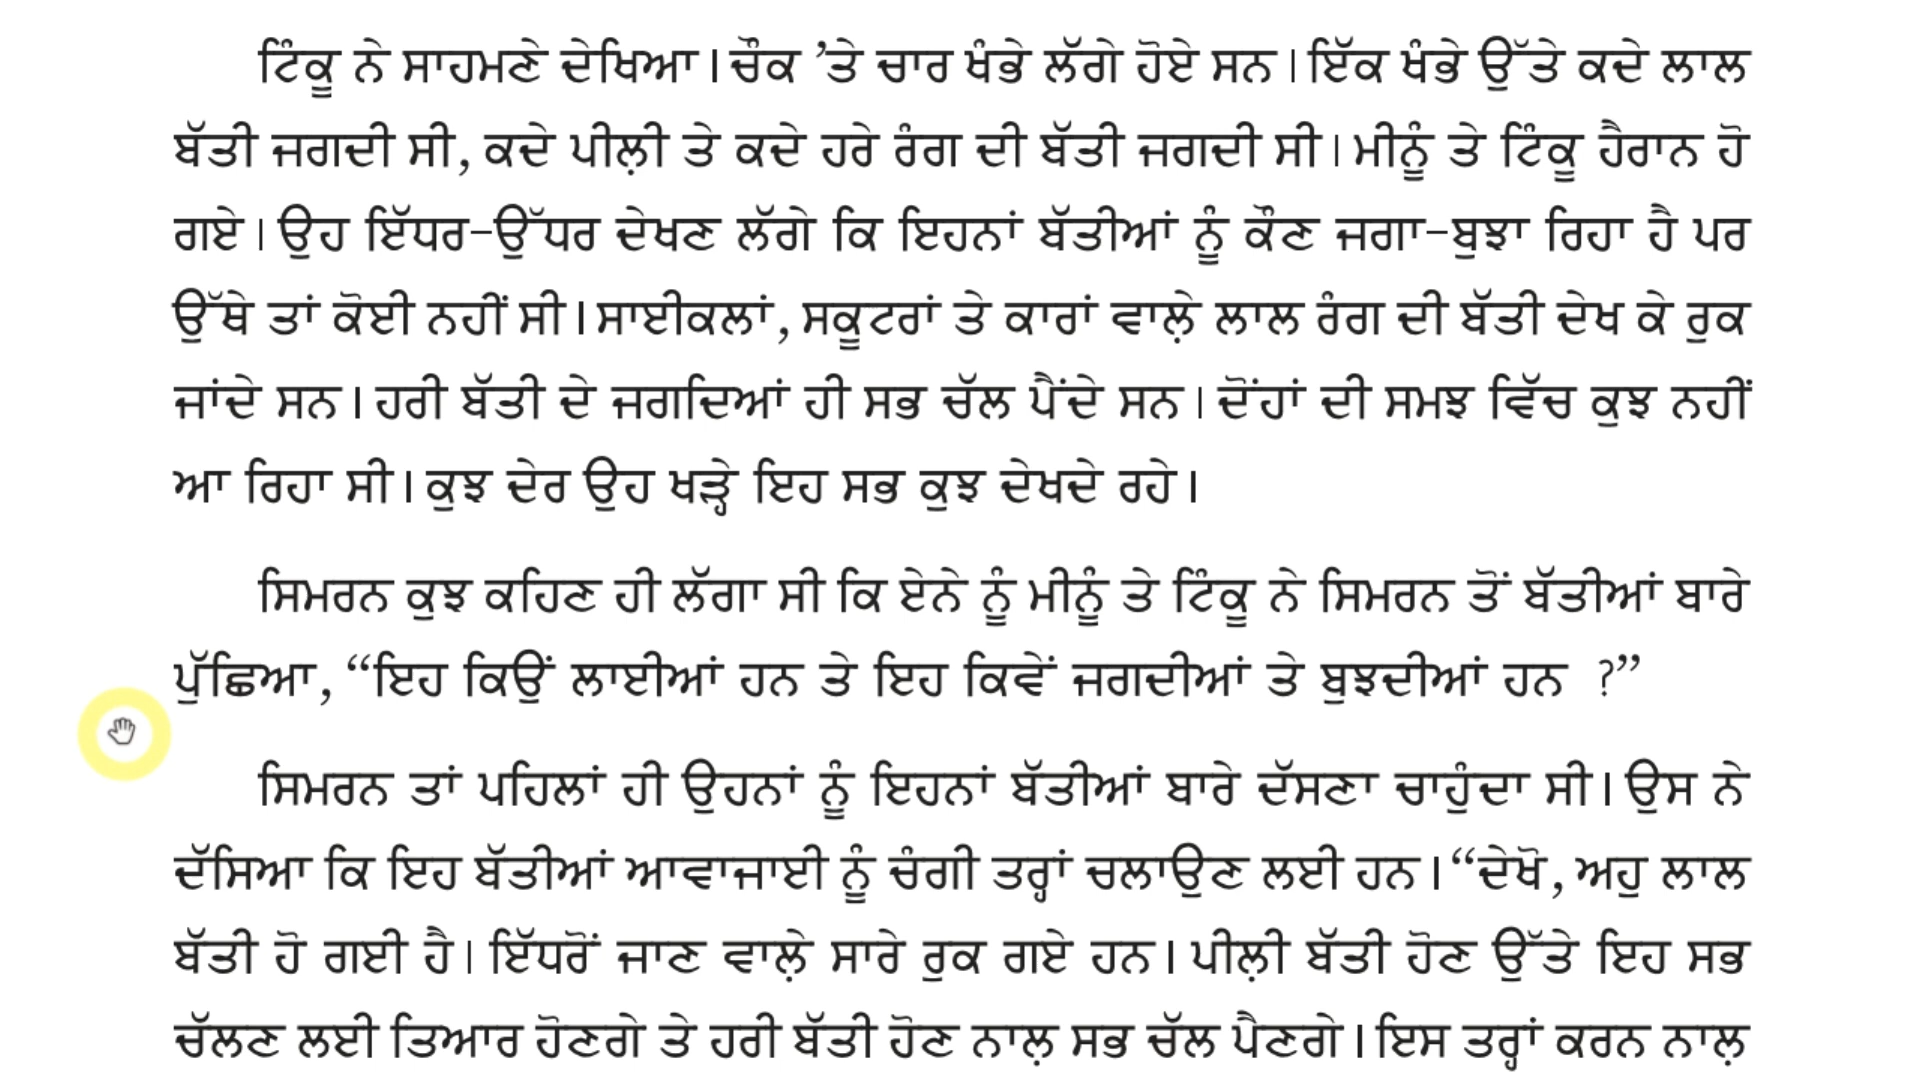 ਟਿੰਕੂ ਨੇ ਸਾਹਮਣੇ ਦੇਖਿਆ। ਚੌਂਕ ’ਤੇ ਚਾਰ ਖੰਭੇ ਲੱਗੇ ਹੋਏ ਸਨ। ਇੱਕ ਖੰਭੇ ਉੱਤੇ ਕਦੇ ਲਾਲ
ਬੱਤੀ ਜਗਦੀ ਸੀ, ਕਦੇ ਪੀਲ਼ੀ ਤੇ ਕਦੇ ਹਰੇ ਰੰਗ ਦੀ ਬੱਤੀ ਜਗਦੀ ਸੀ। ਮੀਨੂੰ ਤੇ ਟਿੰਕੂ ਹੈਰਾਨ ਹੋ
ਗਏ। ਉਹ ਇੱਧਰ-ਉੱਧਰ ਦੇਖਣ ਲੱਗੇ ਕਿ ਇਹਨਾਂ ਬੱਤੀਆਂ ਨੂੰ ਕੌਣ ਜਗਾ-ਬੁਝਾ ਰਿਹਾ ਹੈ ਪਰ
ਉੱਥੇ ਤਾਂ ਕੋਈ ਨਹੀਂ ਸੀ। ਸਾਈਕਲਾਂ, ਸਕੂਟਰਾਂ ਤੇ ਕਾਰਾਂ ਵਾਲ਼ੇ ਲਾਲ ਰੰਗ ਦੀ ਬੱਤੀ ਦੇਖ ਕੇ ਰੁਕ
ਜਾਂਦੇ ਸਨ। ਹਰੀ ਬੱਤੀ ਦੇ ਜਗਦਿਆਂ ਹੀ ਸਭ ਚੱਲ ਪੈਂਦੇ ਸਨ। ਦੋਂਹਾਂ ਦੀ ਸਮਝ ਵਿੱਚ ਕੁਝ ਨਹੀਂ
ਆ ਰਿਹਾ ਸੀ। ਕੁਝ ਦੇਰ ਉਹ ਖੜ੍ਹੇ ਇਹ ਸਭ ਕੁਝ ਦੇਖਦੇ ਰਹੇ।
ਸਿਮਰਨ ਕੁਝ ਕਹਿਣ ਹੀ ਲੱਗਾ ਸੀ ਕਿ ਏਨੇ ਨੂੰ ਮੀਨੂੰ ਤੇ ਟਿੰਕੂ ਨੇ ਸਿਮਰਨ ਤੋਂ ਬੱਤੀਆਂ ਬਾਰੇ
ਪੁੱਛਿਆ, “ਇਹ ਕਿਉਂ ਲਾਈਆਂ ਹਨ ਤੇ ਇਹ ਕਿਵੇਂ ਜਗਦੀਆਂ ਤੇ ਬੁਝਦੀਆਂ ਹਨ ?”
ਸਿਮਰਨ ਤਾਂ ਪਹਿਲਾਂ ਹੀ ਉਹਨਾਂ ਨੂੰ ਇਹਨਾਂ ਬੱਤੀਆਂ ਬਾਰੇ ਦੱਸਣਾ ਚਾਹੁੰਦਾ ਸੀ। ਉਸ ਨੇ
ਦੱਸਿਆ ਕਿ ਇਹ ਬੱਤੀਆਂ ਆਵਾਜਾਈ ਨੂੰ ਚੰਗੀ ਤਰ੍ਹਾਂ ਚਲਾਉਣ ਲਈ ਹਨ। “ਦੇਖੋ, ਅਹੁ ਲਾਲ
ਬੱਤੀ ਹੋ ਗਈ ਹੈ। ਇੱਧਰੋਂ ਜਾਣ ਵਾਲ਼ੇ ਸਾਰੇ ਰੁਕ ਗਏ ਹਨ। ਪੀਲ਼ੀ ਬੱਤੀ ਹੋਣ ਉੱਤੇ ਇਹ ਸਭ
ਚੱਲਣ ਲਈ ਤਿਆਰ ਹੋਣਗੇ ਤੇ ਹਰੀ ਬੱਤੀ ਹੋਣ ਨਾਲ਼ ਸਭ ਚੱਲ ਪੈਣਗੇ। ਇਸ ਤਰ੍ਹਾਂ ਕਰਨ ਨਾਲ਼